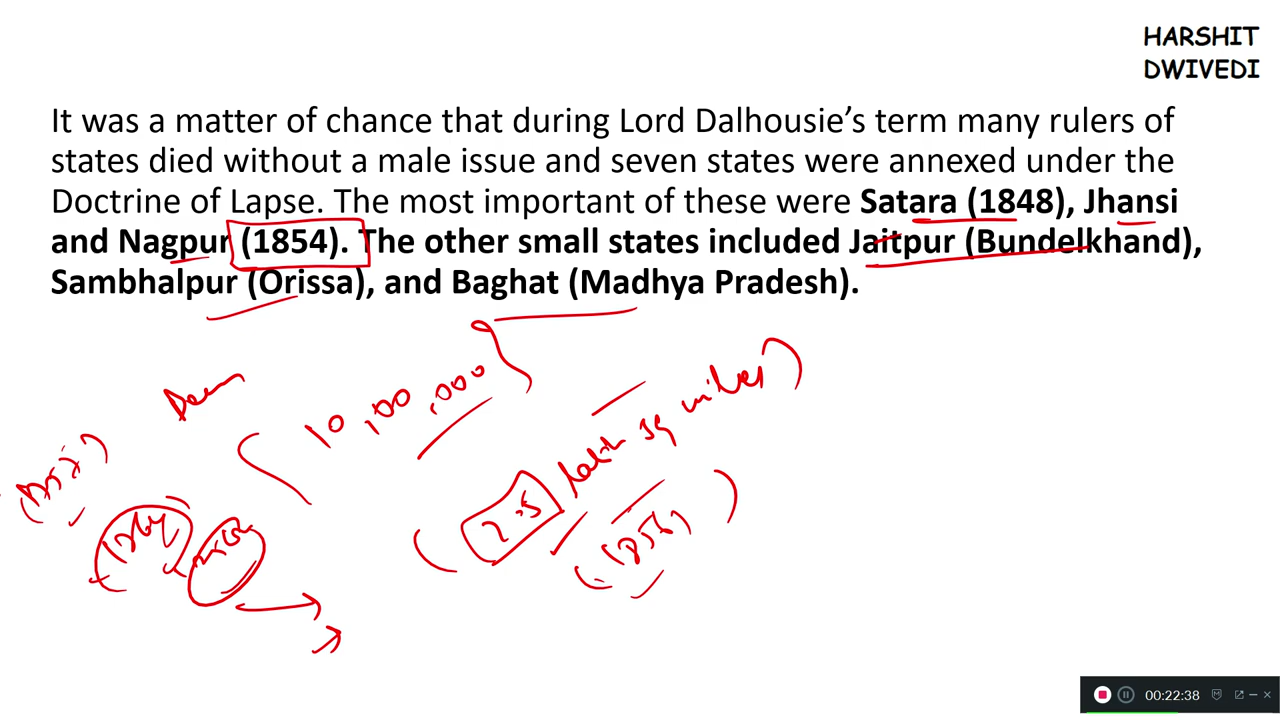 HARSHIT
DWIVEDI
It was a matter of chance that during Lord Dalhousie’s term many rulers of
states died without a male issue and seven states were annexed under the
Doctrine of Lapse. The most important of these were Satara (1848), Jhansi
and Nagpur (1854). The other small states included Jaitpur (Bundelkhand),
Sambhalpur (Orissa), and Baghat (Madhya Pradesh).
10,00,000
2.5 lakh sq miles)
(1856)
(1757)
1764
00:22:38